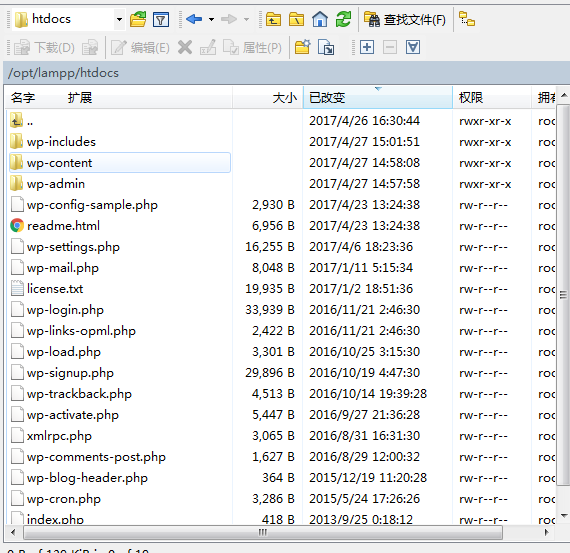 htdocs 查找文件(F)
下载(D) 编辑(E) 属性(P)
/opt/lampp/htdocs
名字 扩展 大小 已改变 权限 拥有
.. 2017/4/26 16:30:44 rwxr-xr-x roo
wp-includes 2017/4/27 15:01:51 rwxr-xr-x roo
wp-content 2017/4/27 14:58:08 rwxr-xr-x roo
wp-admin 2017/4/27 14:57:58 rwxr-xr-x roo
wp-config-sample.php 2,930 B 2017/4/23 13:24:38 rw-r--r-- roo
readme.html 6,956 B 2017/4/23 13:24:38 rw-r--r-- roo
wp-settings.php 16,255 B 2017/4/6 18:23:36 rw-r--r-- roo
wp-mail.php 8,048 B 2017/1/11 5:15:34 rw-r--r-- roo
license.txt 19,935 B 2017/1/2 18:51:36 rw-r--r-- roo
wp-login.php 33,939 B 2016/11/21 2:46:30 rw-r--r-- roo
wp-links-opml.php 2,422 B 2016/11/21 2:46:30 rw-r--r-- roo
wp-load.php 3,301 B 2016/10/25 3:15:30 rw-r--r-- roo
wp-signup.php 29,896 B 2016/10/19 4:47:30 rw-r--r-- roo
wp-trackback.php 4,513 B 2016/10/14 19:39:28 rw-r--r-- roo
wp-activate.php 5,447 B 2016/9/27 21:36:28 rw-r--r-- roo
xmlrpc.php 3,065 B 2016/8/31 16:31:30 rw-r--r-- roo
wp-comments-post.php 1,627 B 2016/8/29 12:00:32 rw-r--r-- roo
wp-blog-header.php 364 B 2015/12/19 11:20:28 rw-r--r-- roo
wp-cron.php 3,286 B 2015/5/24 17:26:26 rw-r--r-- roo
index.php 418 B 2013/9/25 0:18:12 rw-r--r-- roo